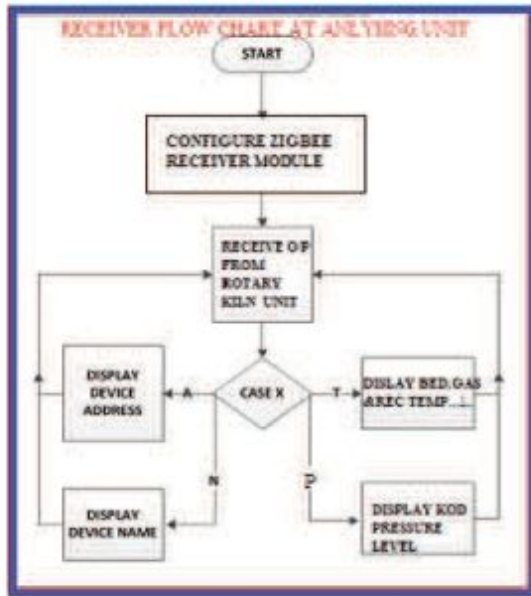 RECEIVER FLOW CHART AT ANLYHING UNIT
START
CONFIGURE ZIGBEE
RECEIVER MODULE
RECEIVE O/P
FROM
ROTARY
KILN UNIT
CASE X
A
T
N
P
DISPLAY
DEVICE
ADDRESS
DISLAY BED,GAS
&REC TEMP...
DISPLAY
DEVICE NAME
DISPLAY KOD
PRESSURE
LEVEL